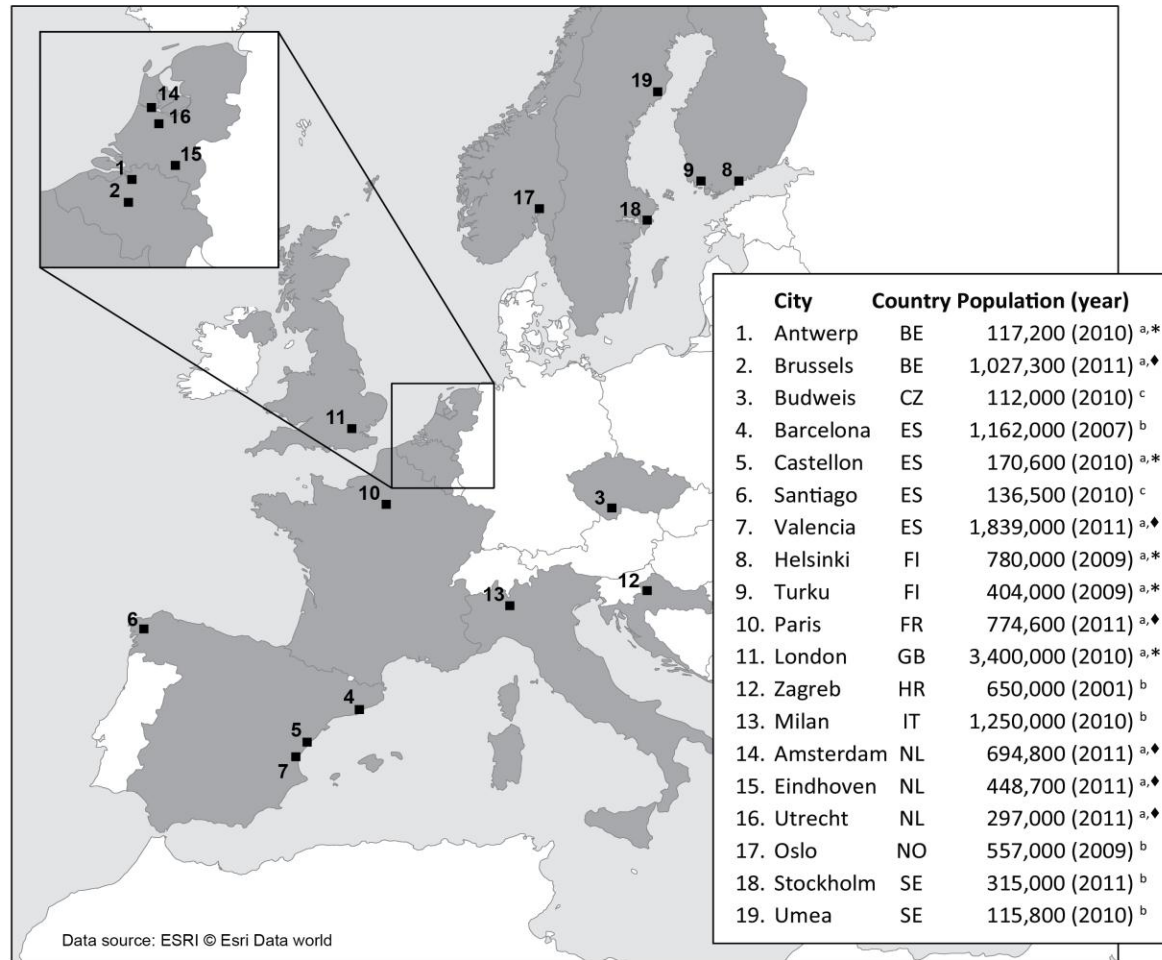 14
16
15
1
2
19
9 8
17
18
11
10
3
12
13
6
4
5
7
City Country Population (year)
1. Antwerp BE 117,200 (2010) a,*
2. Brussels BE 1,027,300 (2011) a,♦
3. Budweis CZ 112,000 (2010) c
4. Barcelona ES 1,162,000 (2007) b
5. Castellon ES 170,600 (2010) a,*
6. Santiago ES 136,500 (2010) c
7. Valencia ES 1,839,000 (2011) a,♦
8. Helsinki FI 780,000 (2009) a,*
9. Turku FI 404,000 (2009) a,*
10. Paris FR 774,600 (2011) a,♦
11. London GB 3,400,000 (2010) a,*
12. Zagreb HR 650,000 (2001) b
13. Milan IT 1,250,000 (2010) b
14. Amsterdam NL 694,800 (2011) a,♦
15. Eindhoven NL 448,700 (2011) a,♦
16. Utrecht NL 297,000 (2011) a,♦
17. Oslo NO 557,000 (2009) b
18. Stockholm SE 315,000 (2011) b
19. Umea SE 115,800 (2010) b
Data source: ESRI © Esri Data world